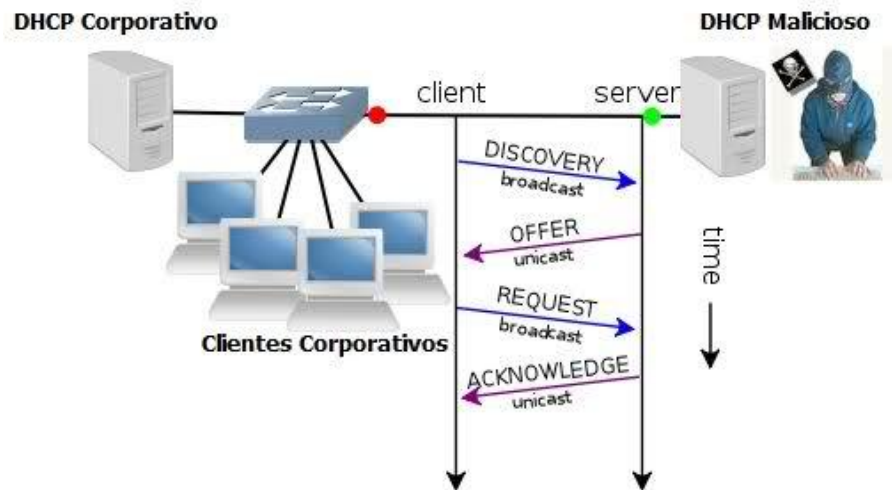 DHCP Corporativo
DHCP Malicioso
client
server
DISCOVERY
broadcast
OFFER
unicast
time
REQUEST
broadcast
Clientes Corporativos
ACKNOWLEDGE
unicast